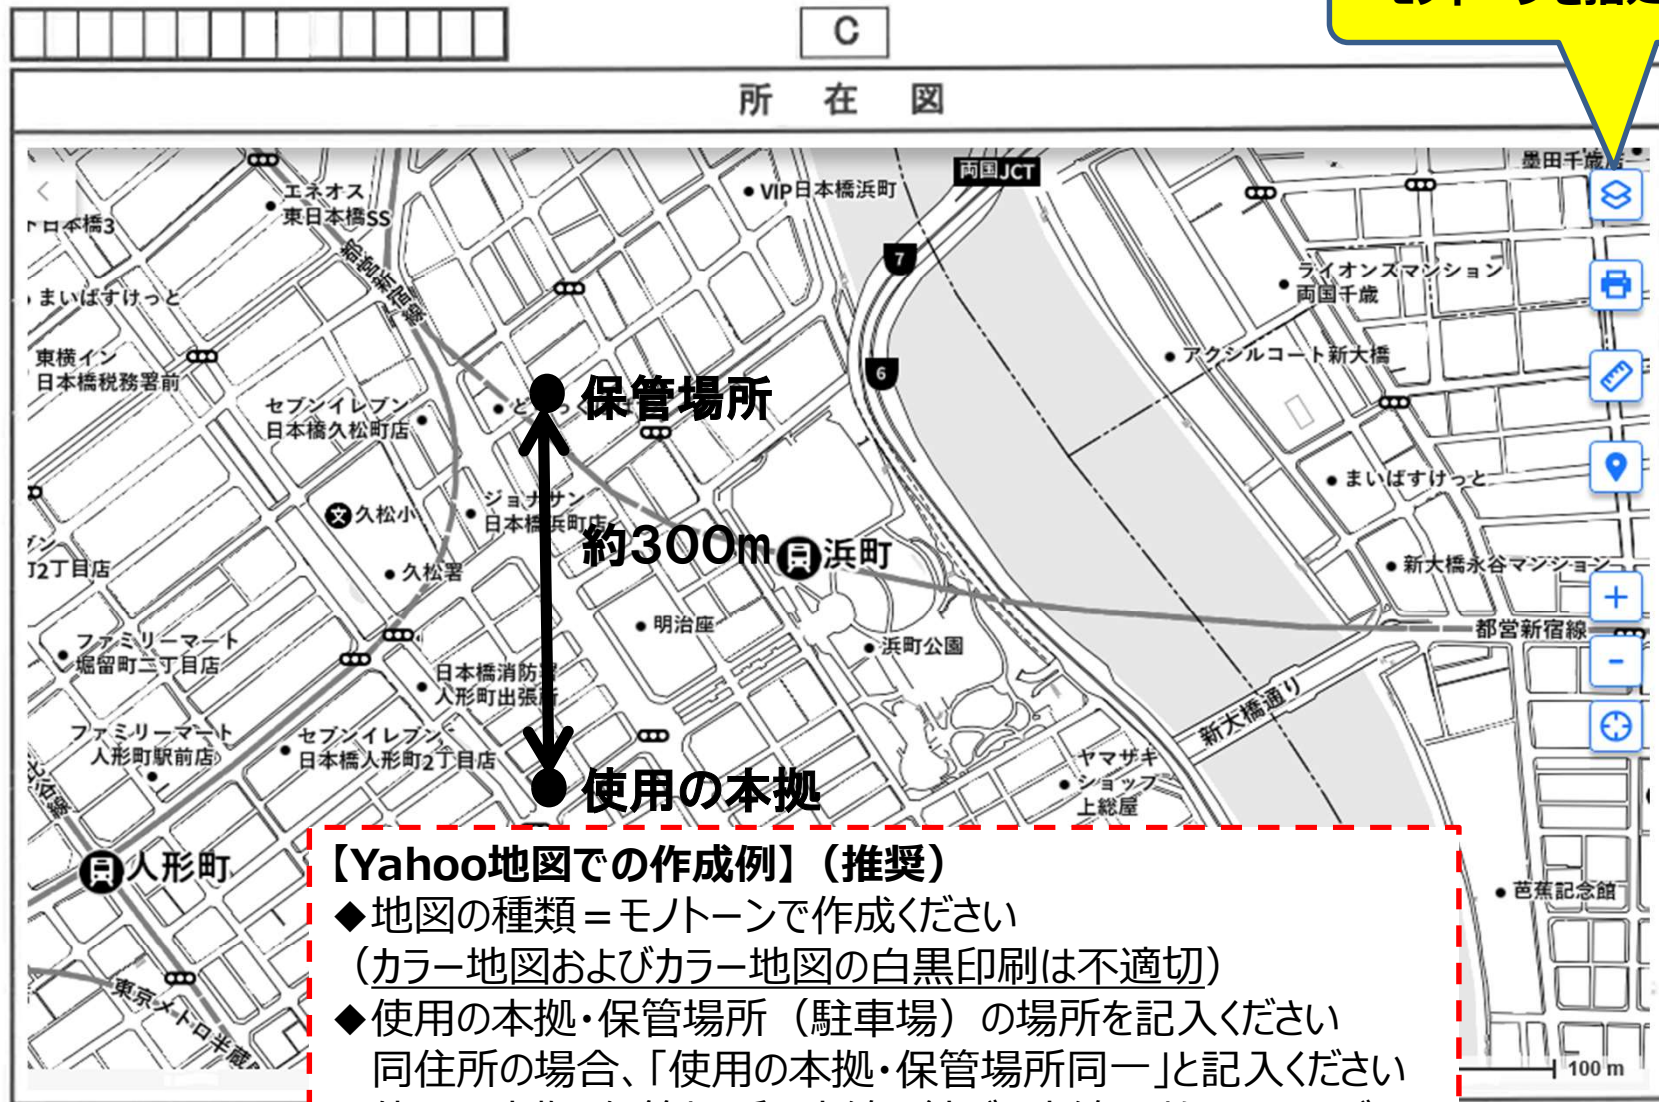 C
所在図
両国JCT
エネオス
東日本橋SS
VIP日本橋浜町
日本橋3
7
ライオンズマンション
両国千歳
まいばすけっと
都営新宿線
東横イン
日本橋税務署前
6
アクシルコート新大橋
保管場所
セブンイレブン
日本橋久松町店
まいばすけっと
ジョナサン
日本橋浜町店
文 久松小
約300m
浜町
2丁目店
久松署
新大橋永谷マンション
明治座
浜町公園
都営新宿線
ファミリーマート
堀留町二丁目店
日本橋消防署
人形町出張所
新大橋通り
ファミリーマート
人形町駅前店
セブンイレブン
日本橋人形町2丁目店
ヤマザキ
ショップ
上総屋
使用の本拠
人形町
芭蕉記念館
東京メトロ半蔵
【Yahoo地図での作成例】（推奨）
◆地図の種類＝モノトーンで作成ください
（カラー地図およびカラー地図の白黒印刷は不適切）
◆使用の本拠・保管場所（駐車場）の場所を記入ください
同住所の場合、「使用の本拠・保管場所同一」と記入ください
100 m